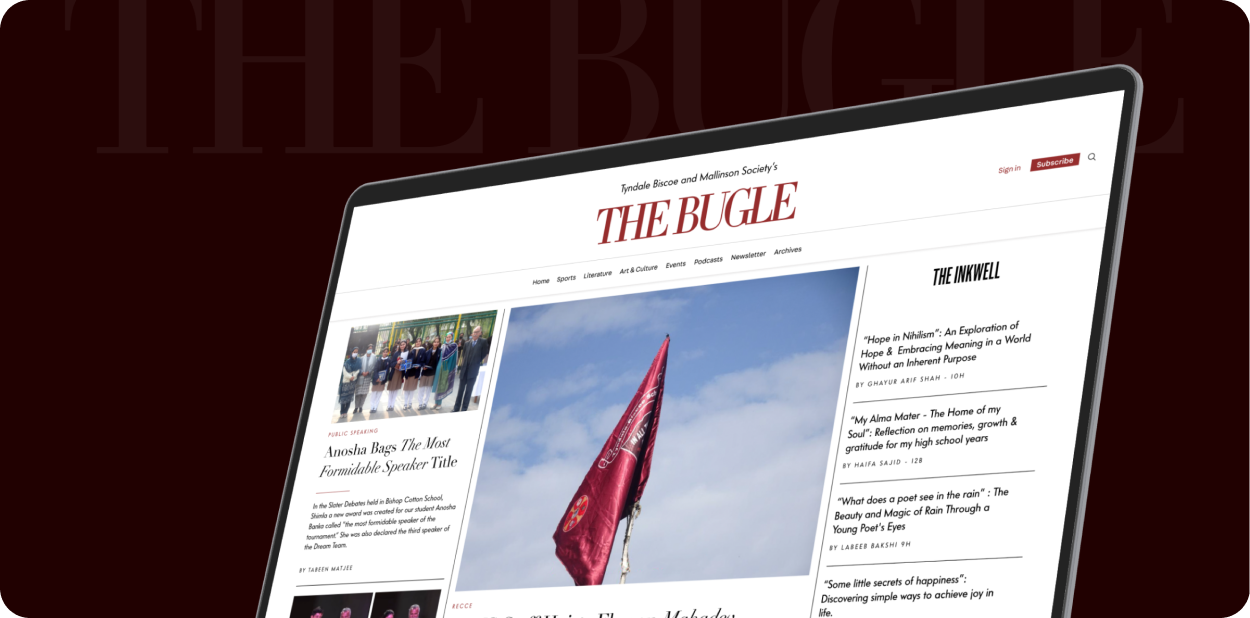 THE BUGLE
Tyndale Biscoe and Mallinson Society's
THE BUGLE
Sign in
Subscribe
Home Sports Literature Art & Culture Events Podcasts Newsletter Archives
PUBLIC SPEAKING
Anosha Bags The Most
Formidable Speaker Title
In the Slater Debates held in Bishop Cotton School,
Shimla a new award was created for our student Anosha
Banka called "the most formidable speaker of the
tournament." She was also declared the third speaker of
the Dream Team.
BY TABEEN MATJEE
RECCE
THE INKWELL
"Hope in Nihilism": An Exploration of
Hope & Embracing Meaning in a World
Without an Inherent Purpose
BY GHAYUR ARIF SHAH - 10H
"My Alma Mater - The Home of my
Soul": Reflection on memories, growth &
gratitude for my high school years
BY HAIFA SAJID - 12B
"What does a poet see in the rain" : The
Beauty and Magic of Rain Through a
Young Poet's Eyes
BY LABEEB BAKSHI 9H
"Some little secrets of happiness":
Discovering simple ways to achieve joy in
life.